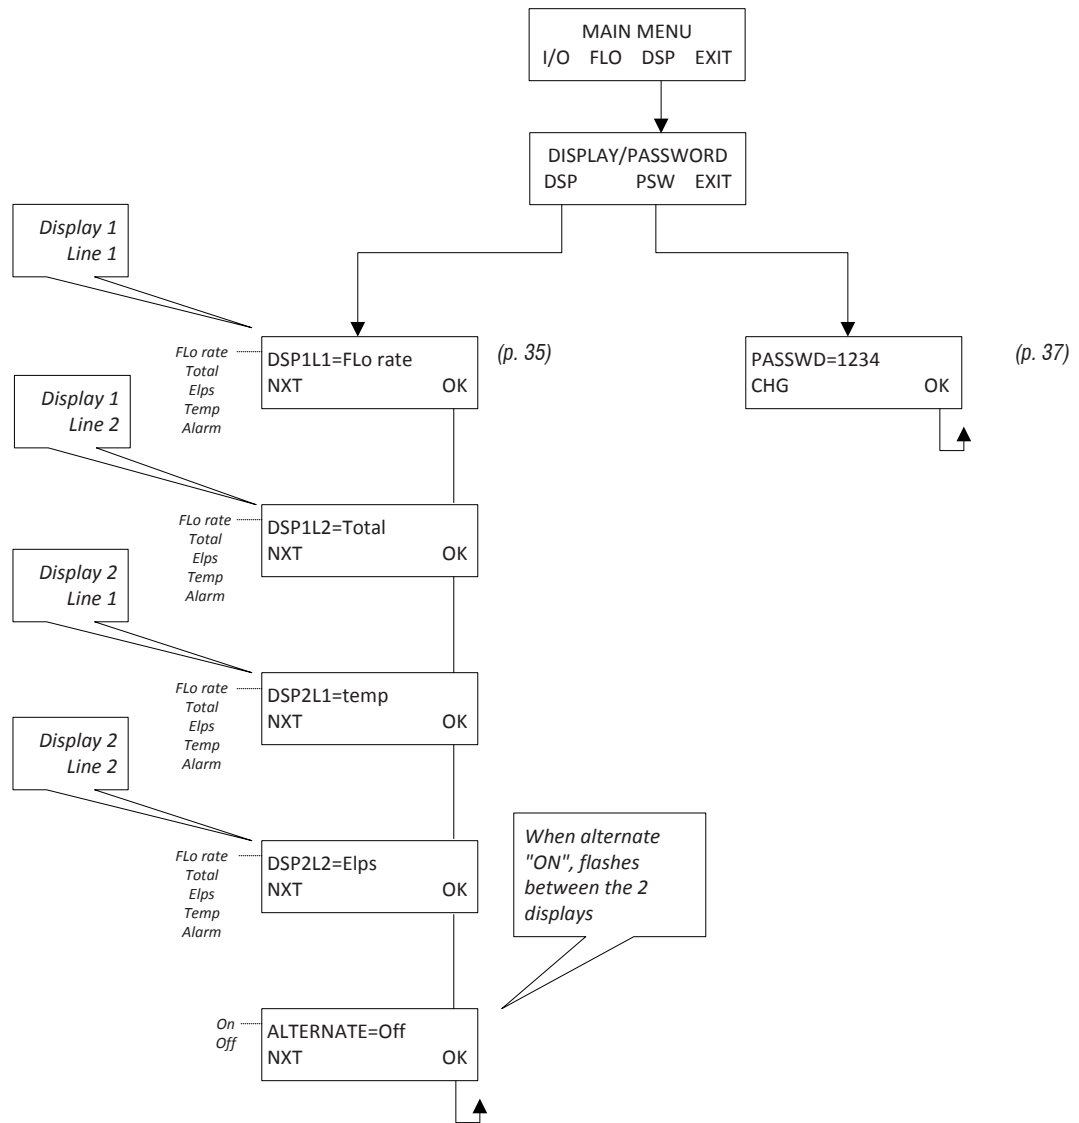 MAIN MENU
I/O FLO DSP EXIT
DISPLAY/PASSWORD
DSP PSW EXIT
Display 1
Line 1
FLo rate
Total
Elps
Temp
Alarm
DSP1L1=FLo rate
NXT OK
(p. 35)
PASSWD=1234
CHG OK
(p. 37)
Display 1
Line 2
FLo rate
Total
Elps
Temp
Alarm
DSP1L2=Total
NXT OK
Display 2
Line 1
FLo rate
Total
Elps
Temp
Alarm
DSP2L1=temp
NXT OK
Display 2
Line 2
FLo rate
Total
Elps
Temp
Alarm
DSP2L2=Elps
NXT OK
When alternate
"ON", flashes
between the 2
displays
On
Off
ALTERNATE=Off
NXT OK